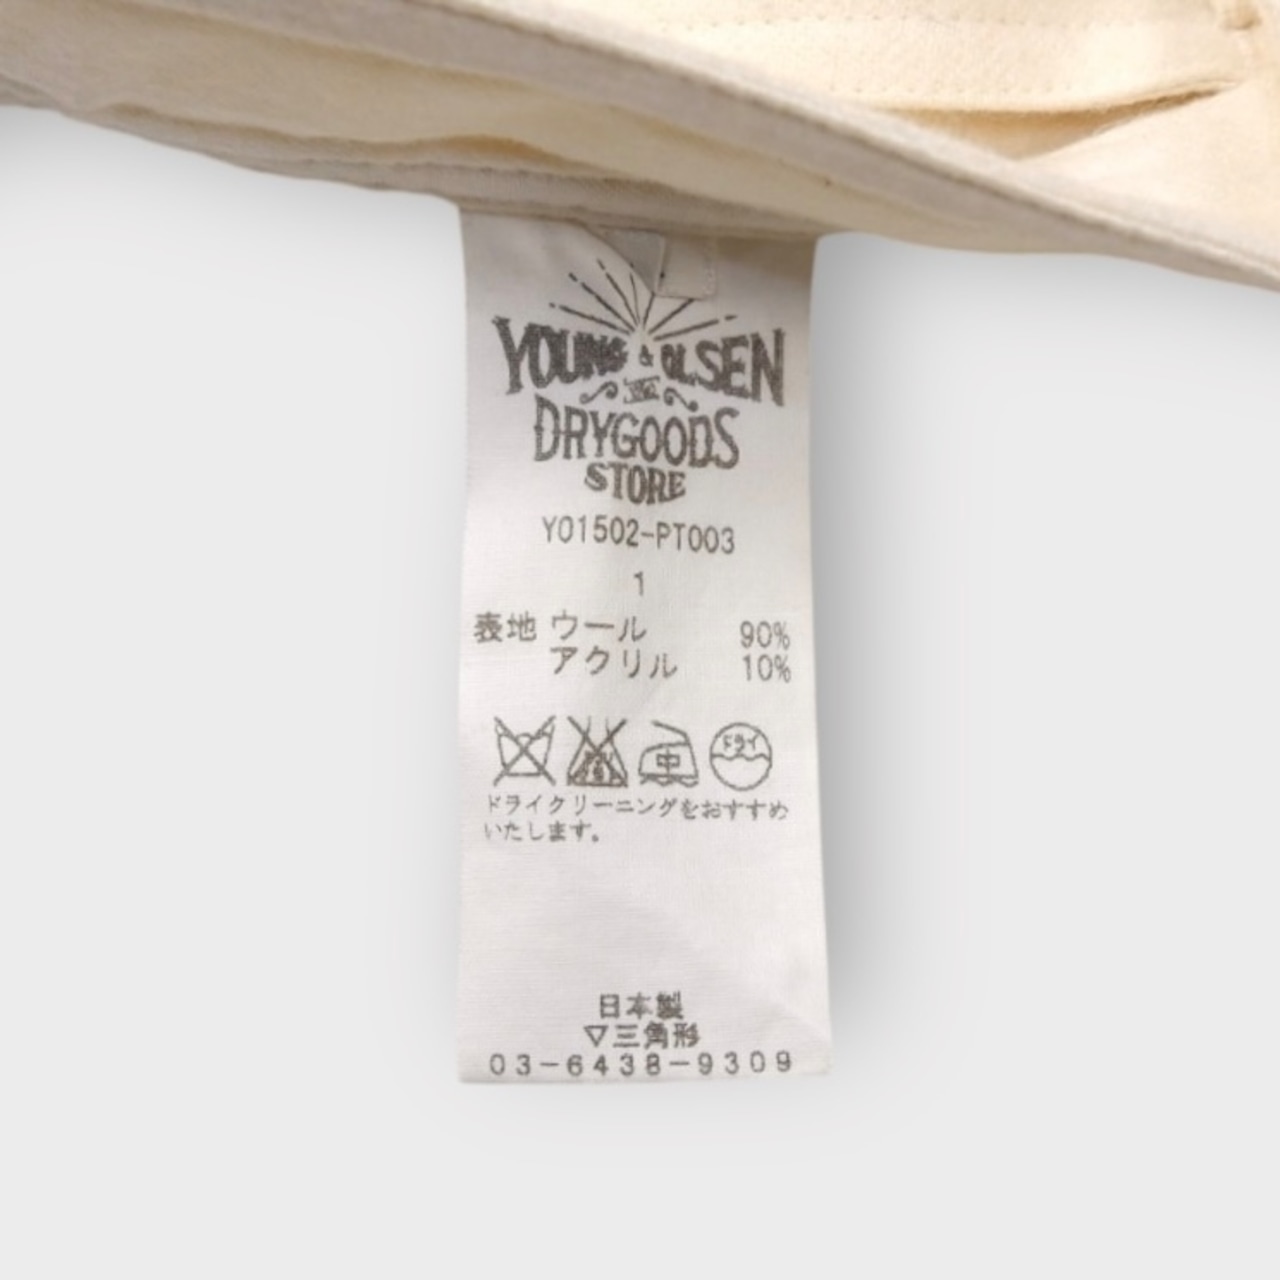 YOUNG & OLSEN
THE
DRYGOODS
STORE
YO1502-PT003
1
表地 ウール 90%
アクリル 10%
中
ドライ
ドライクリーニングをおすすめ
いたします。
日本製
▽三角形
03-6438-9309